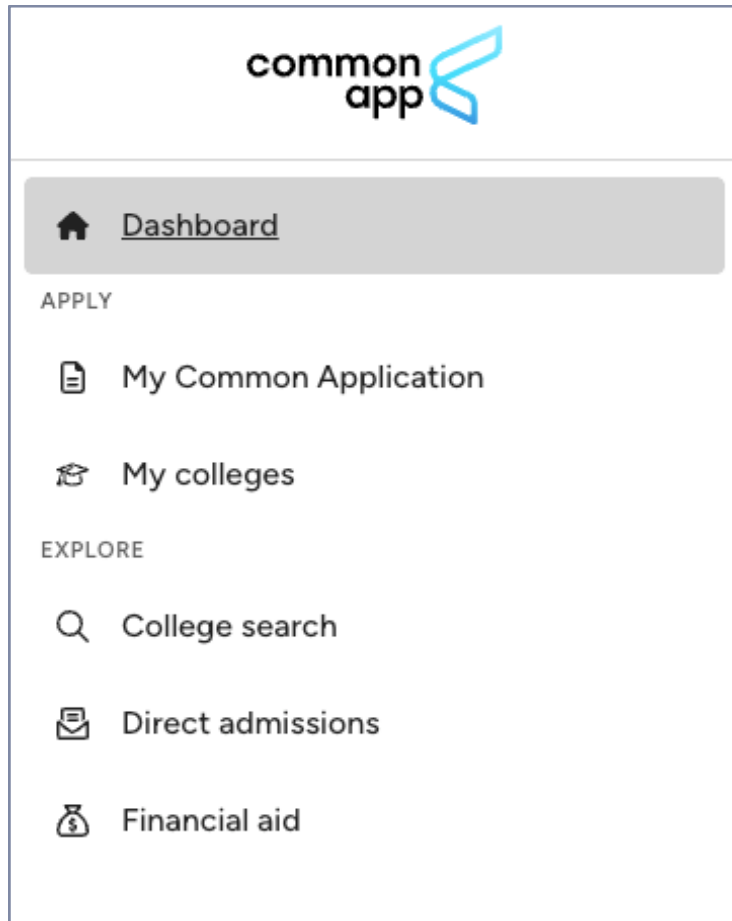 common
app
Dashboard
APPLY
My Common Application
My colleges
EXPLORE
College search
Direct admissions
Financial aid